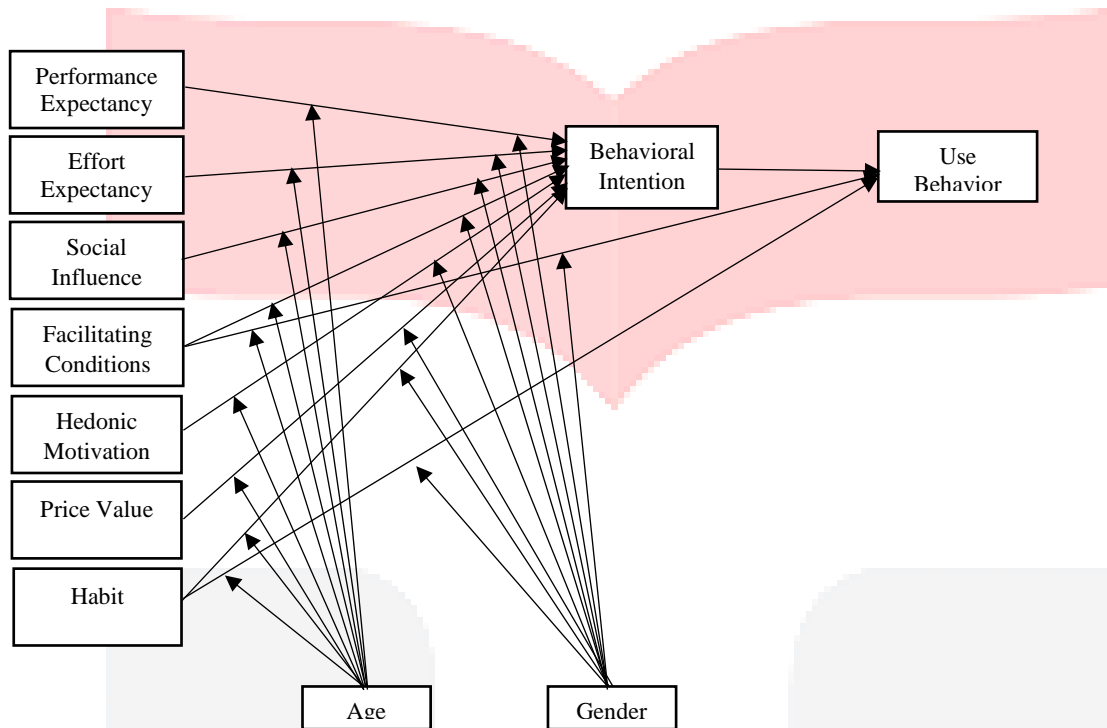 Performance
Expectancy
Effort
Expectancy
Social
Influence
Facilitating
Conditions
Hedonic
Motivation
Price Value
Habit
Behavioral
Intention
Use
Behavior
Age
Gender